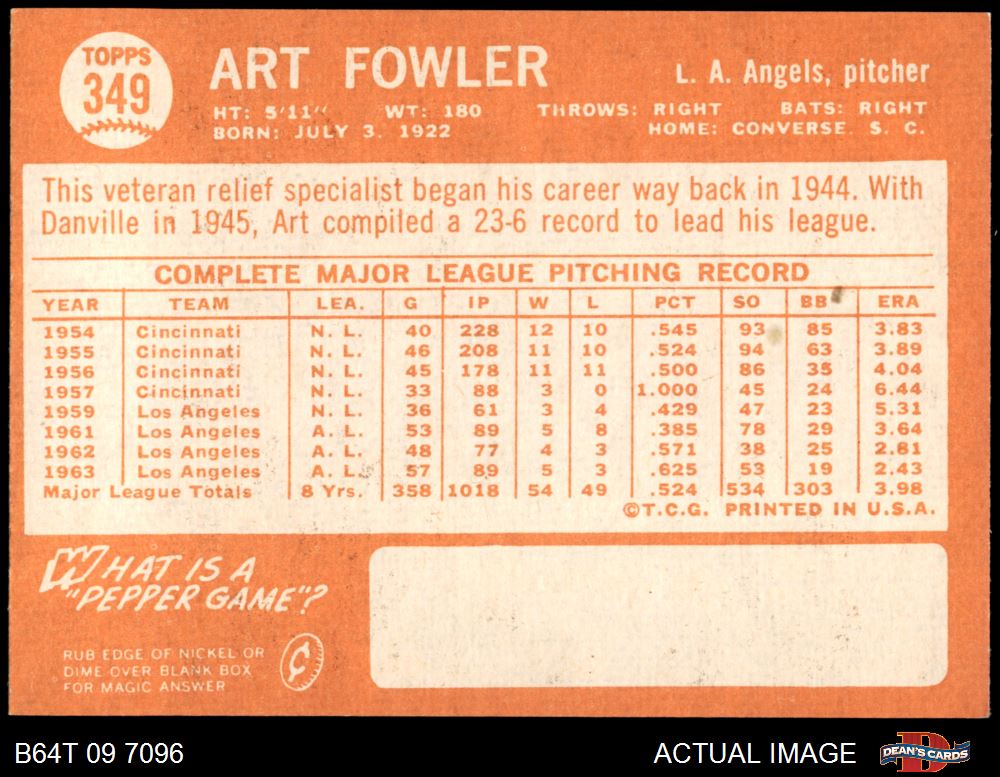 TOPPS
349
ART FOWLER
L. A. Angels, pitcher
HT: 5'11" WT: 180 THROWS: RIGHT BATS: RIGHT
BORN: JULY 3. 1922 HOME: CONVERSE. S. C.
This veteran relief specialist began his career way back in 1944. With
Danville in 1945, Art compiled a 23-6 record to lead his league.
COMPLETE MAJOR LEAGUE PITCHING RECORD
YEAR TEAM LEA. G IP W L PCT SO BB ERA
1954 Cincinnati N. L. 40 228 12 10 .545 93 85 3.83
1955 Cincinnati N. L. 46 208 11 10 .524 94 63 3.89
1956 Cincinnati N. L. 45 178 11 11 .500 86 35 4.04
1957 Cincinnati N. L. 33 88 3 0 1.000 45 24 6.44
1959 Los Angeles N. L. 36 61 3 4 .429 47 23 5.31
1961 Los Angeles A. L. 53 89 5 8 .385 78 29 3.64
1962 Los Angeles A. L. 48 77 4 3 .571 38 25 2.81
1963 Los Angeles A. L. 57 89 5 3 .625 53 19 2.43
Major League Totals 8 Yrs. 358 1018 54 49 .524 534 303 3.98
©T.C.G. PRINTED IN U.S.A.
WHAT IS A
"PEPPER GAME"?
RUB EDGE OF NICKEL OR
DIME OVER BLANK BOX
FOR MAGIC ANSWER
¢
B64T 09 7096 ACTUAL IMAGE DEAN'S CARDS